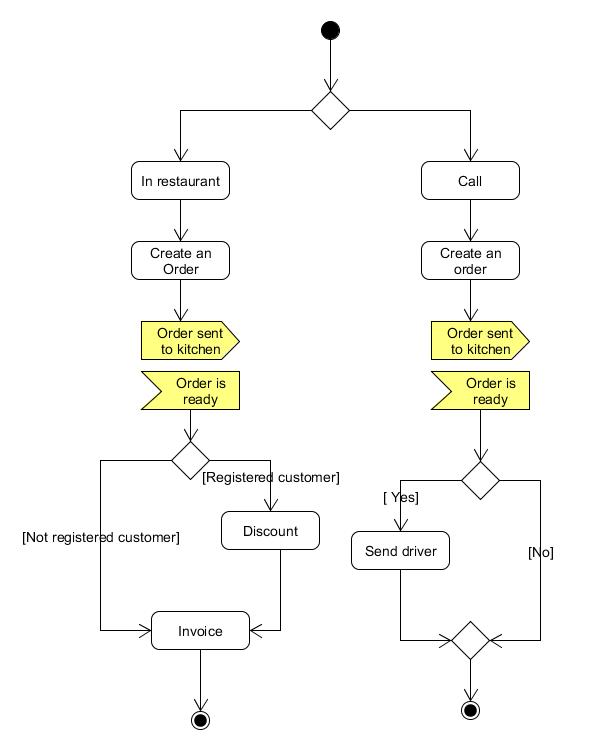 In restaurant
Call
Create an
Order
Create an
order
Order sent
to kitchen
Order sent
to kitchen
Order is
ready
Order is
ready
[Registered customer]
[ Yes]
[Not registered customer]
Discount
Send driver
[No]
Invoice